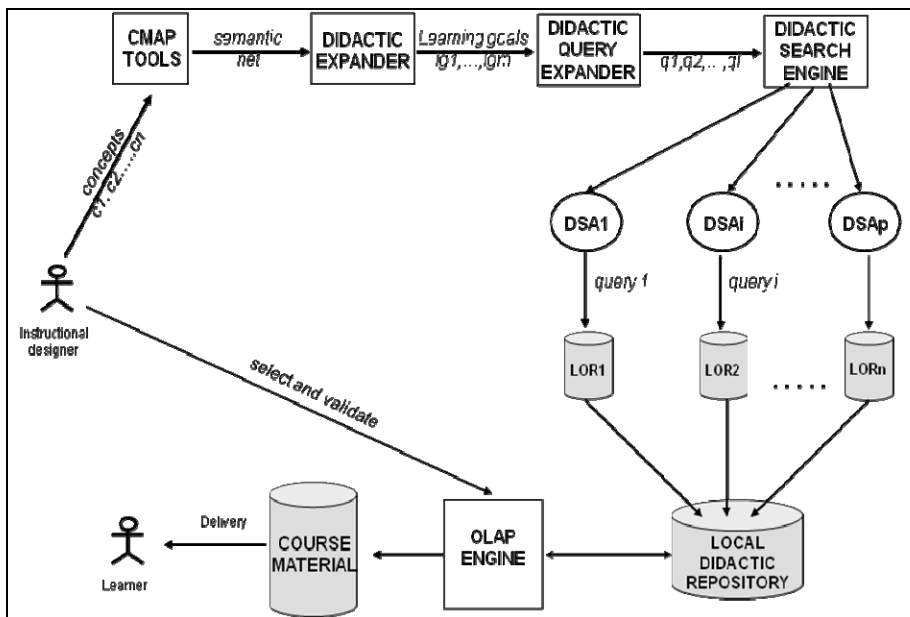 CMAP
TOOLS
semantic
net
DIDACTIC
EXPANDER
Learning goals
lg1,...,lgm
DIDACTIC
QUERY
EXPANDER
q1,q2,..,ql
DIDACTIC
SEARCH
ENGINE
concepts
c1, c2.....cn
.....
DSA1
DSAi
DSAp
query 1
query i
Instructional
designer
LOR1
LOR2
.....
LORn
select and validate
Delivery
Learner
COURSE
MATERIAL
OLAP
ENGINE
LOCAL
DIDACTIC
REPOSITORY